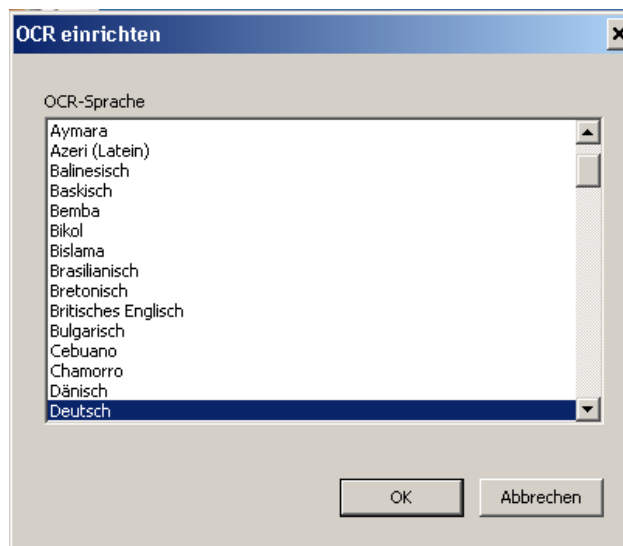 OCR einrichten
OCR-Sprache
Aymara
Azeri (Latein)
Balinesisch
Baskisch
Bemba
Bikol
Bislama
Brasilianisch
Bretonisch
Britisches Englisch
Bulgarisch
Cebuano
Chamorro
Dänisch
Deutsch
OK Abbrechen